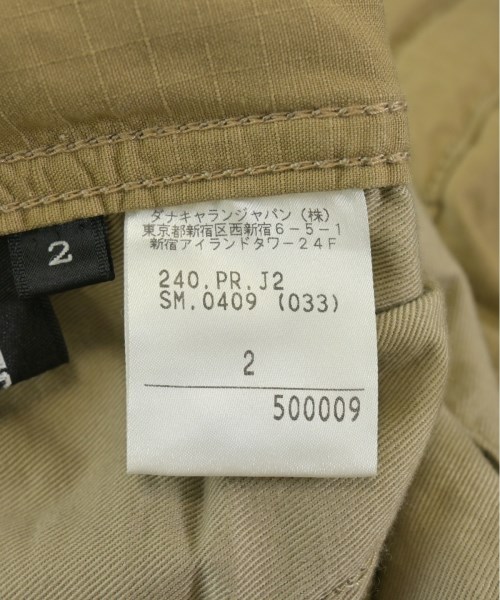 ダナキャランジャパン (株)
東京都新宿区西新宿6-5-1
新宿アイランドタワー24F
240.PR.J2
SM.0409 (033)
2
500009
2